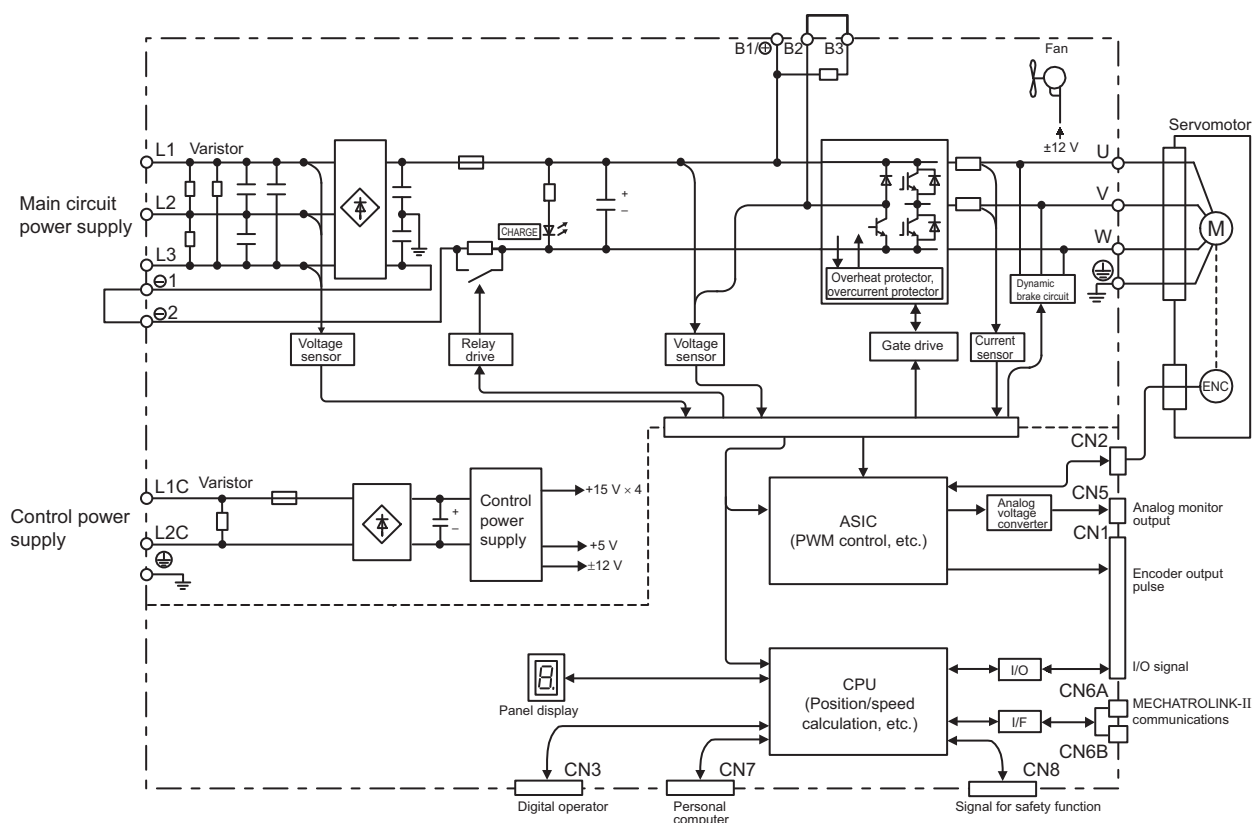 B1/⊕
B2
B3
Fan
±12 V
Servomotor
Main circuit
power supply
L1
Varistor
L2
L3
⊖1
⊖2
CHARGE
+
–
Overheat protector,
overcurrent protector
U
V
W
M
Dynamic
brake circuit
Voltage
sensor
Relay
drive
Voltage
sensor
Gate drive
Current
sensor
ENC
Control power
supply
L1C
Varistor
L2C
+
–
Control
power
supply
+15 V × 4
+5 V
±12 V
ASIC
(PWM control, etc.)
Analog
voltage
converter
CN2
CN5
Analog monitor
output
CN1
Encoder output
pulse
8.
Panel display
CPU
(Position/speed
calculation, etc.)
I/O
I/O signal
CN6A
I/F
MECHATROLINK-II
communications
CN6B
CN3
Digital operator
CN7
Personal
computer
CN8
Signal for safety function